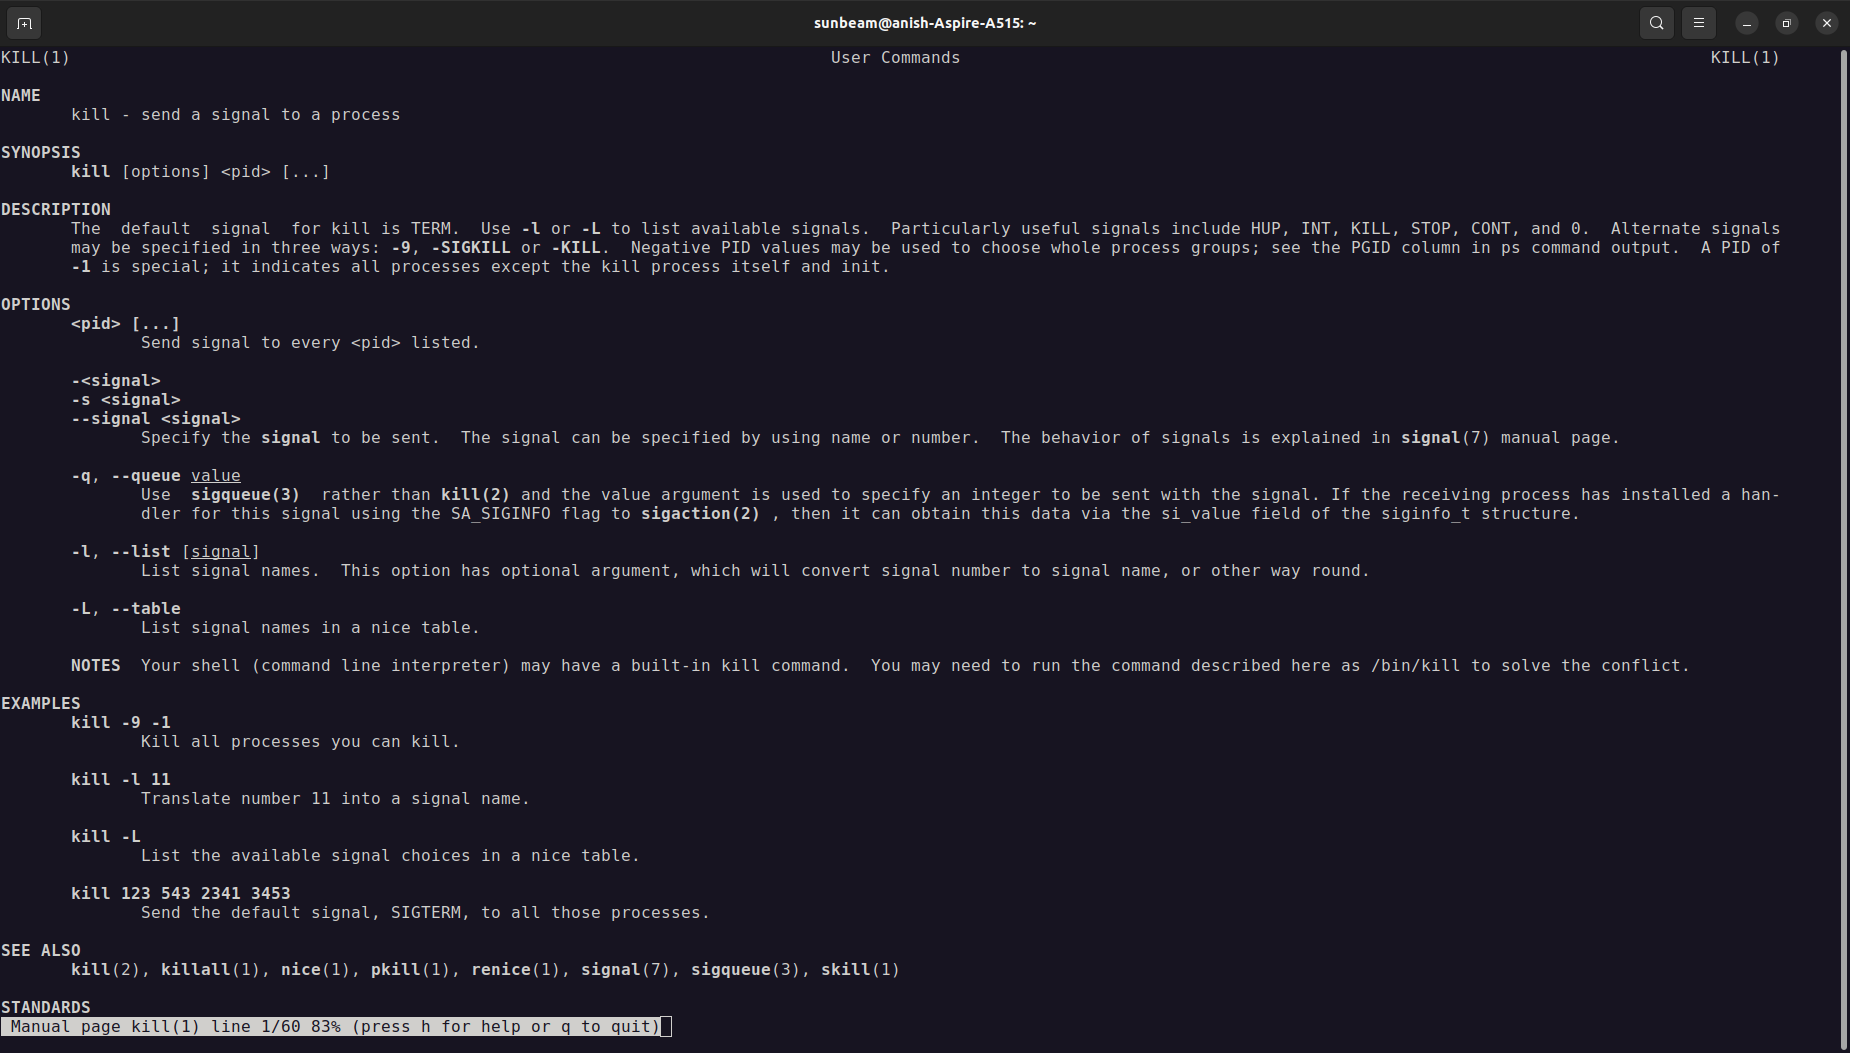 sunbeam@anish-Aspire-A515: ~
KILL(1) User Commands KILL(1)
NAME
kill - send a signal to a process
SYNOPSIS
kill [options] <pid> [...]
DESCRIPTION
The default signal for kill is TERM. Use -l or -L to list available signals. Particularly useful signals include HUP, INT, KILL, STOP, CONT, and 0. Alternate signals
may be specified in three ways: -9, -SIGKILL or -KILL. Negative PID values may be used to choose whole process groups; see the PGID column in ps command output. A PID of
-1 is special; it indicates all processes except the kill process itself and init.
OPTIONS
<pid> [...]
Send signal to every <pid> listed.
-<signal>
-s <signal>
--signal <signal>
Specify the signal to be sent. The signal can be specified by using name or number. The behavior of signals is explained in signal(7) manual page.
-q, --queue value
Use sigqueue(3) rather than kill(2) and the value argument is used to specify an integer to be sent with the signal. If the receiving process has installed a han-
dler for this signal using the SA_SIGINFO flag to sigaction(2) , then it can obtain this data via the si_value field of the siginfo_t structure.
-l, --list [signal]
List signal names. This option has optional argument, which will convert signal number to signal name, or other way round.
-L, --table
List signal names in a nice table.
NOTES Your shell (command line interpreter) may have a built-in kill command. You may need to run the command described here as /bin/kill to solve the conflict.
EXAMPLES
kill -9 -1
Kill all processes you can kill.
kill -l 11
Translate number 11 into a signal name.
kill -L
List the available signal choices in a nice table.
kill 123 543 2341 3453
Send the default signal, SIGTERM, to all those processes.
SEE ALSO
kill(2), killall(1), nice(1), pkill(1), renice(1), signal(7), sigqueue(3), skill(1)
STANDARDS
Manual page kill(1) line 1/60 83% (press h for help or q to quit)